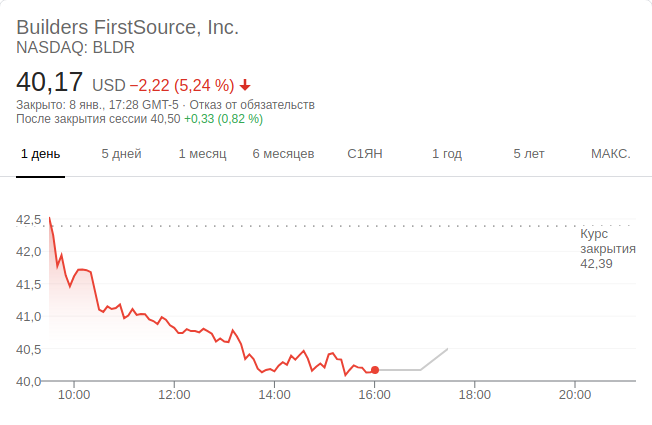 Builders FirstSource, Inc.
NASDAQ: BLDR
40,17 USD −2,22 (5,24 %)
Закрыто: 8 янв., 17:28 GMT-5 · Отказ от обязательств
После закрытия сессии 40,50 +0,33 (0,82 %)
1 день 5 дней 1 месяц 6 месяцев С1ЯН 1 год 5 лет МАКС.
42,5
Курс
закрытия
42,39
42,0
41,5
41,0
40,5
40,0
10:00 12:00 14:00 16:00 18:00 20:00